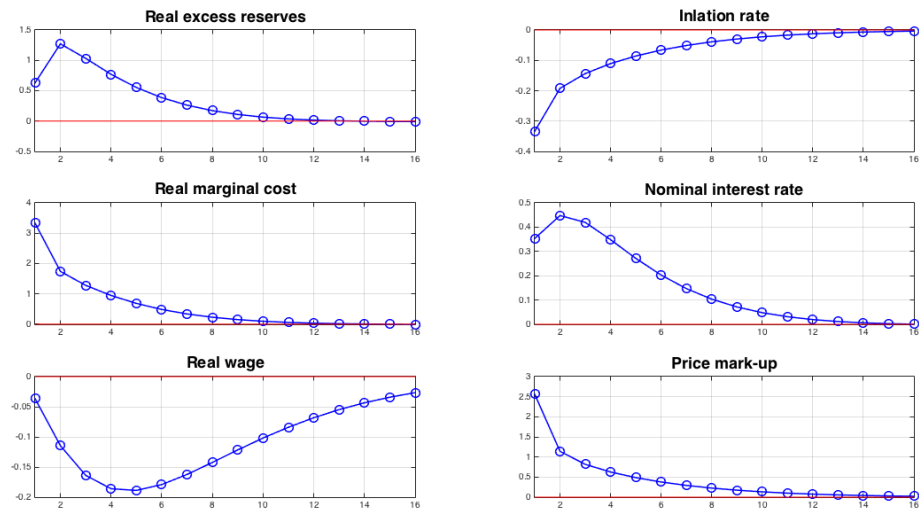 Real excess reserves
1.5
1
0.5
0
-0.5
2 4 6 8 10 12 14 16
Inlation rate
0
-0.1
-0.2
-0.3
-0.4
2 4 6 8 10 12 14 16
Real marginal cost
4
3
2
1
0
2 4 6 8 10 12 14 16
Nominal interest rate
0.5
0.4
0.3
0.2
0.1
0
2 4 6 8 10 12 14 16
Real wage
0
-0.05
-0.1
-0.15
-0.2
2 4 6 8 10 12 14 16
Price mark-up
3
2.5
2
1.5
1
0.5
0
2 4 6 8 10 12 14 16